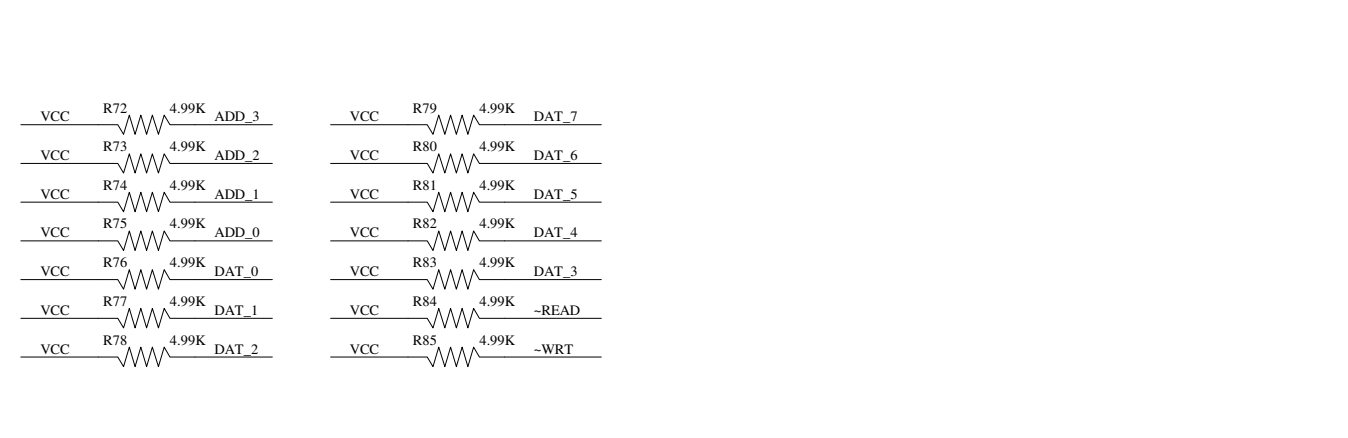 VCC R72 4.99K ADD_3
VCC R73 4.99K ADD_2
VCC R74 4.99K ADD_1
VCC R75 4.99K ADD_0
VCC R76 4.99K DAT_0
VCC R77 4.99K DAT_1
VCC R78 4.99K DAT_2
VCC R79 4.99K DAT_7
VCC R80 4.99K DAT_6
VCC R81 4.99K DAT_5
VCC R82 4.99K DAT_4
VCC R83 4.99K DAT_3
VCC R84 4.99K ~READ
VCC R85 4.99K ~WRT